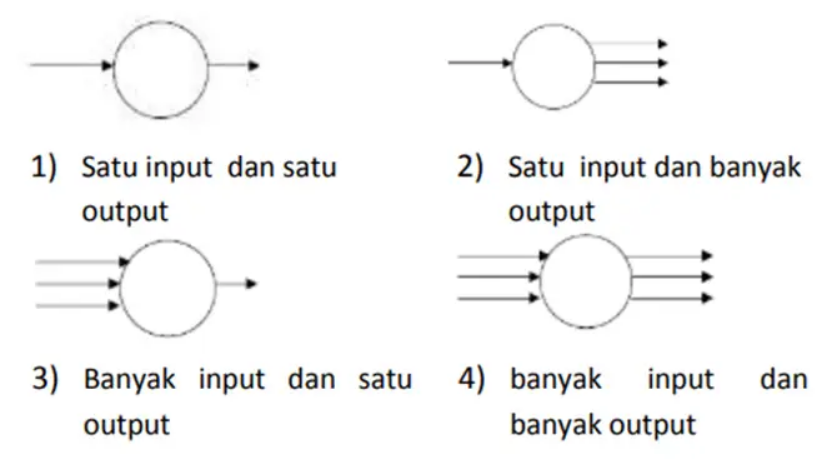 1) Satu input dan satu
output
2) Satu input dan banyak
output
3) Banyak input dan satu
output
4) banyak input dan
banyak output